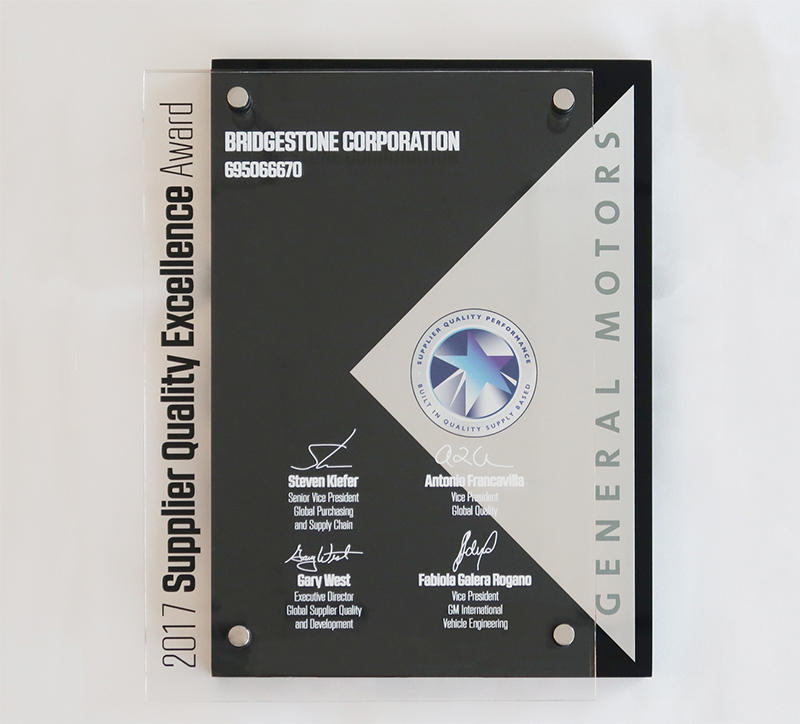 2017 Supplier Quality Excellence Award
BRIDGESTONE CORPORATION
695066670
GENERAL MOTORS
SUPPLIER QUALITY PERFORMANCE
BUILT IN QUALITY SUPPLY BASED
Steven Kiefer
Senior Vice President
Global Purchasing
and Supply Chain
Antonio Francavilla
Vice President
Global Quality
Gary West
Gary West
Executive Director
Global Supplier Quality
and Development
Fabiola Galera Rogano
Vice President
GM International
Vehicle Engineering